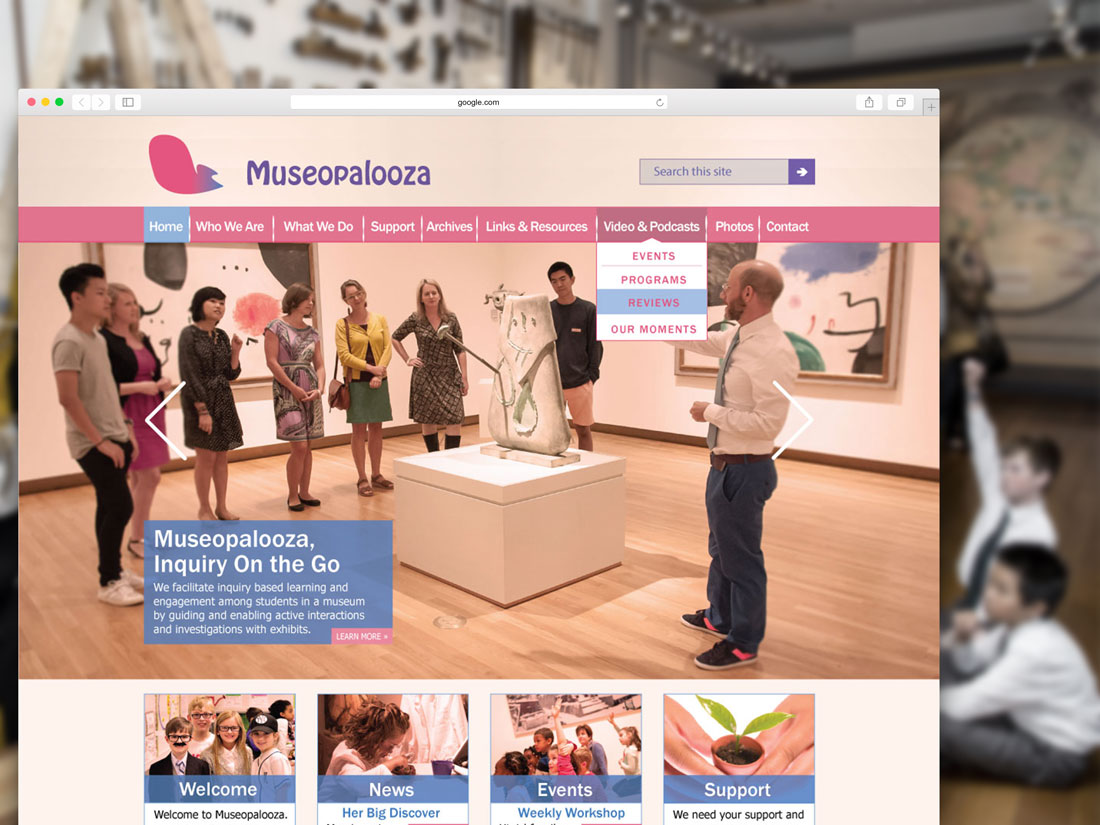 google.com
Museopalooza
Search this site
Home Who We Are What We Do Support Archives Links & Resources Video & Podcasts Photos Contact
EVENTS
PROGRAMS
REVIEWS
OUR MOMENTS
Museopalooza,
Inquiry On the Go
We facilitate inquiry based learning and
engagement among students in a museum
by guiding and enabling active interactions
and investigations with exhibits.
LEARN MORE »
Welcome
Welcome to Museopalooza.
News
Her Big Discover
Events
Weekly Workshop
Support
We need your support and